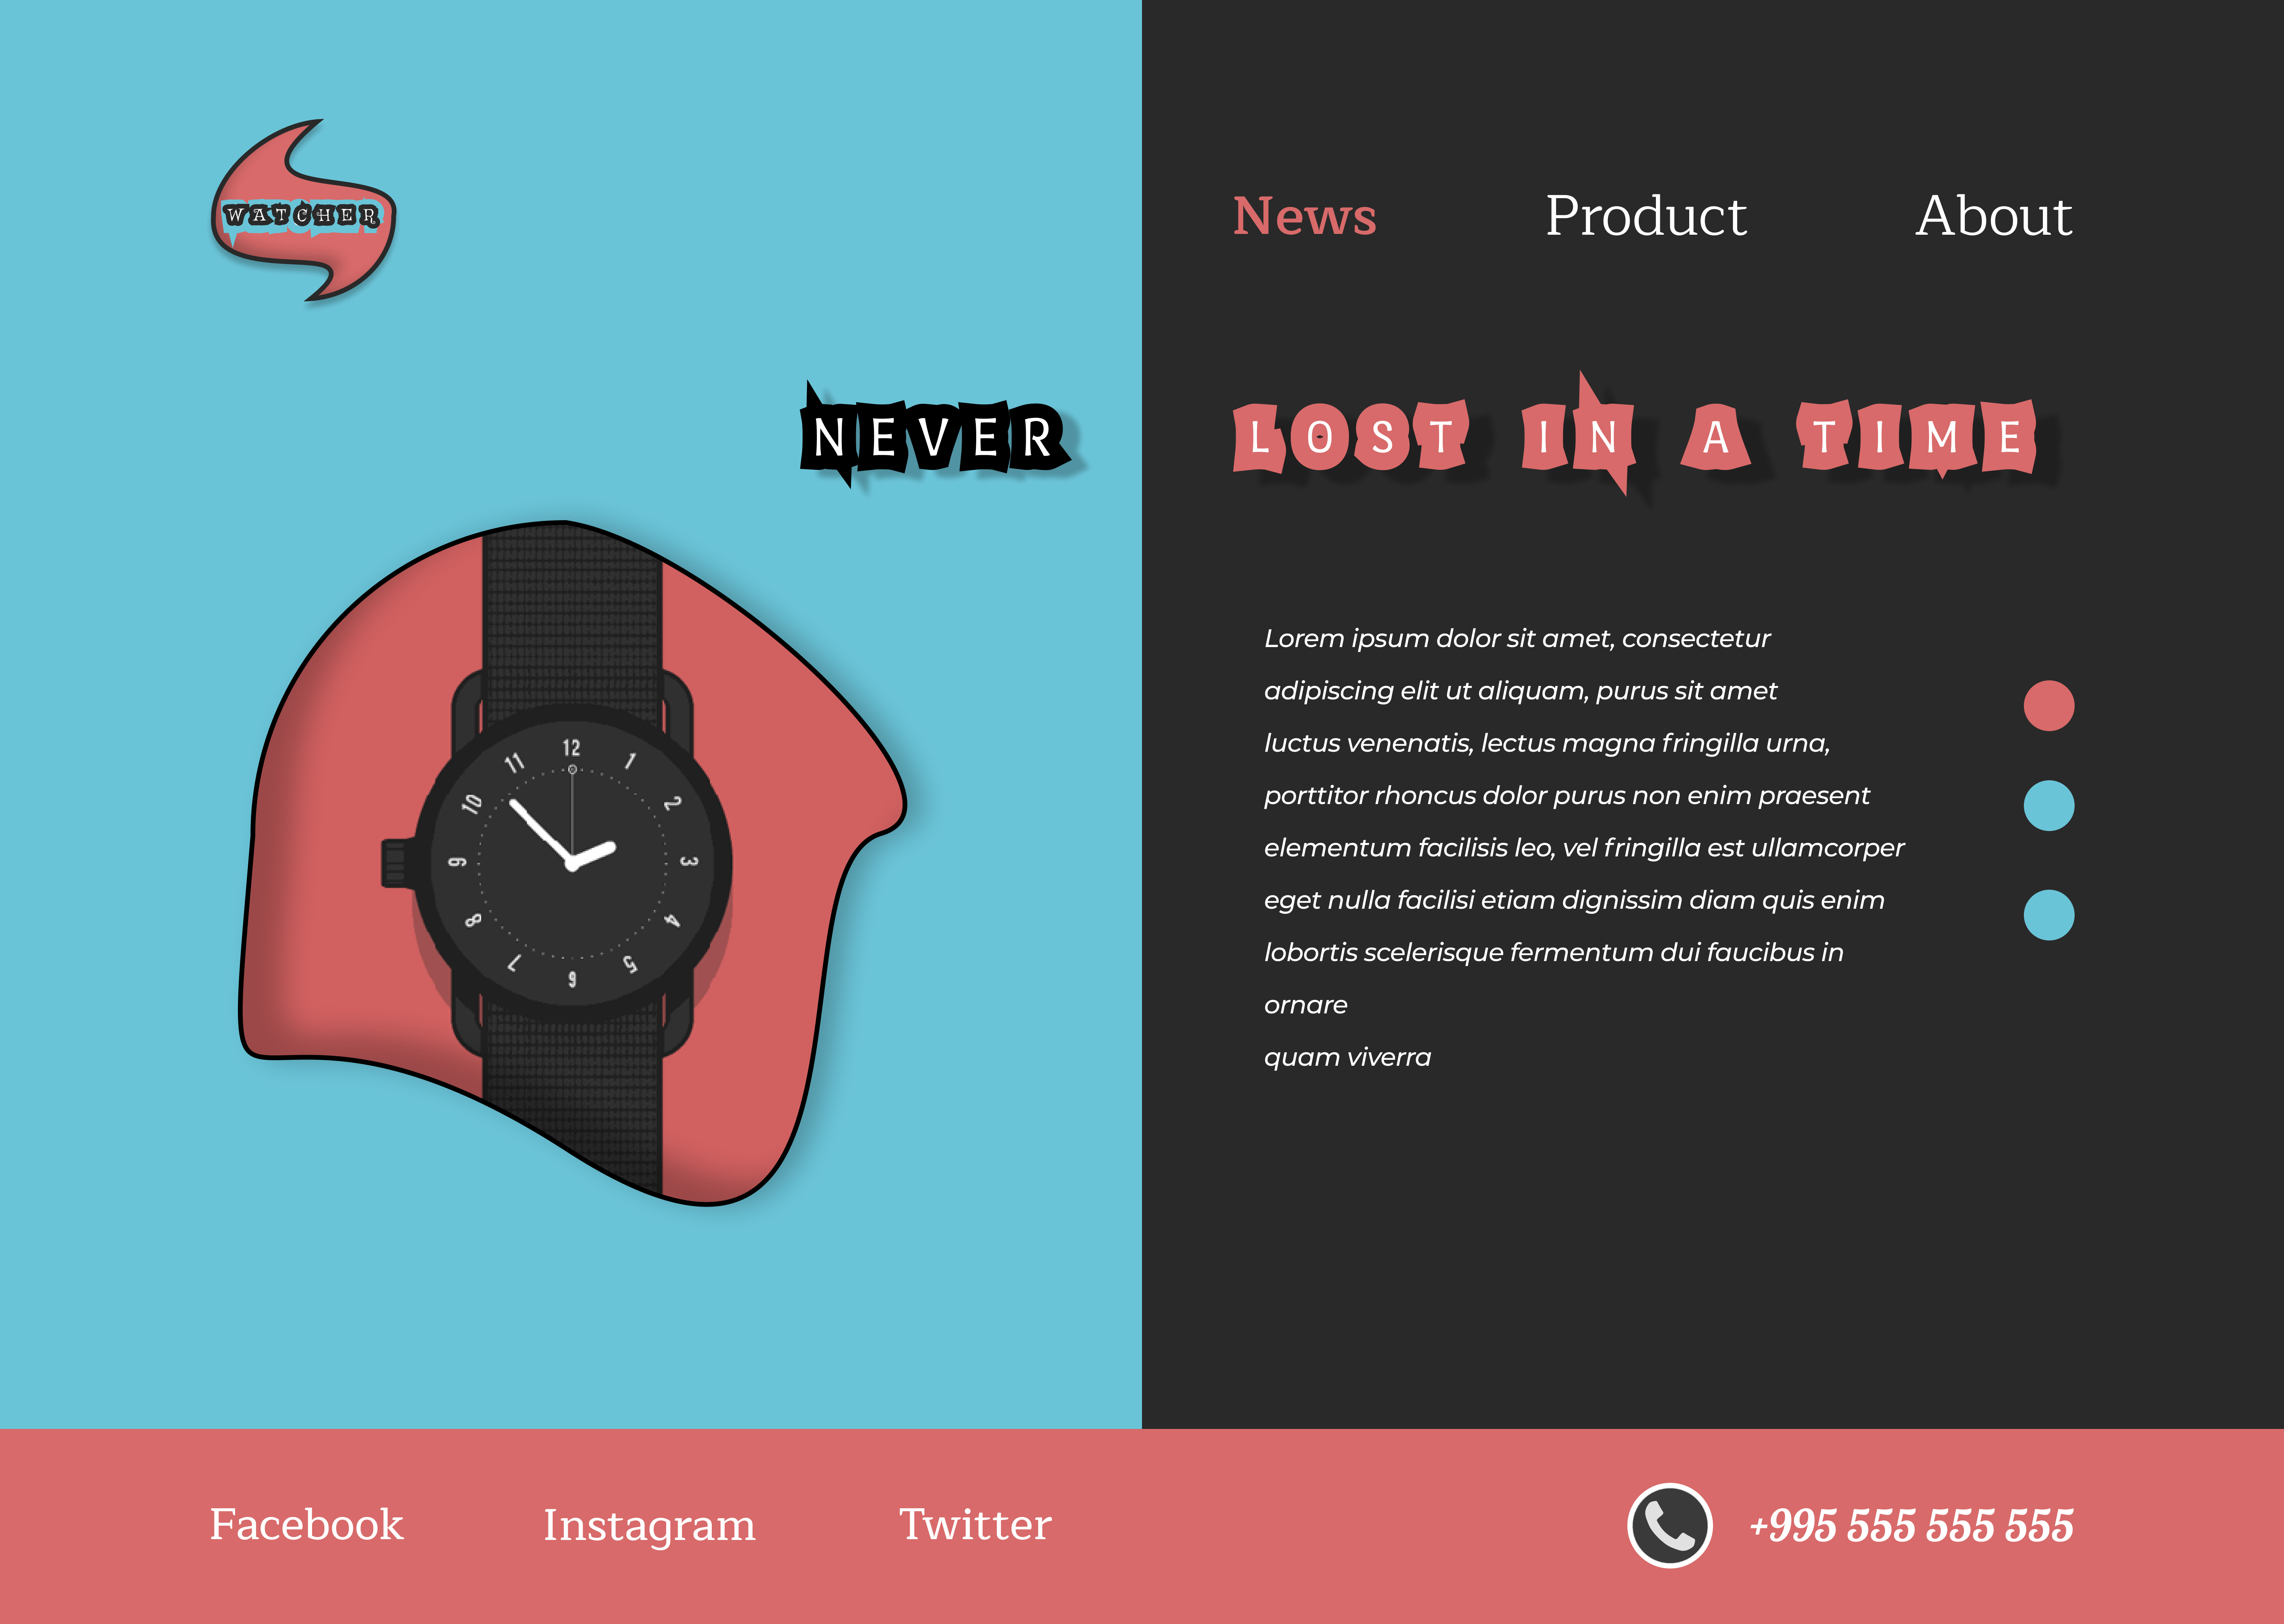 WATCHER
News Product About
NEVER LOST IN A TIME
Lorem ipsum dolor sit amet, consectetur
adipiscing elit ut aliquam, purus sit amet
luctus venenatis, lectus magna fringilla urna,
porttitor rhoncus dolor purus non enim praesent
elementum facilisis leo, vel fringilla est ullamcorper
eget nulla facilisi etiam dignissim diam quis enim
lobortis scelerisque fermentum dui faucibus in
ornare
quam viverra
12
1
2
3
4
5
6
7
8
9
10
11
Facebook Instagram Twitter +995 555 555 555